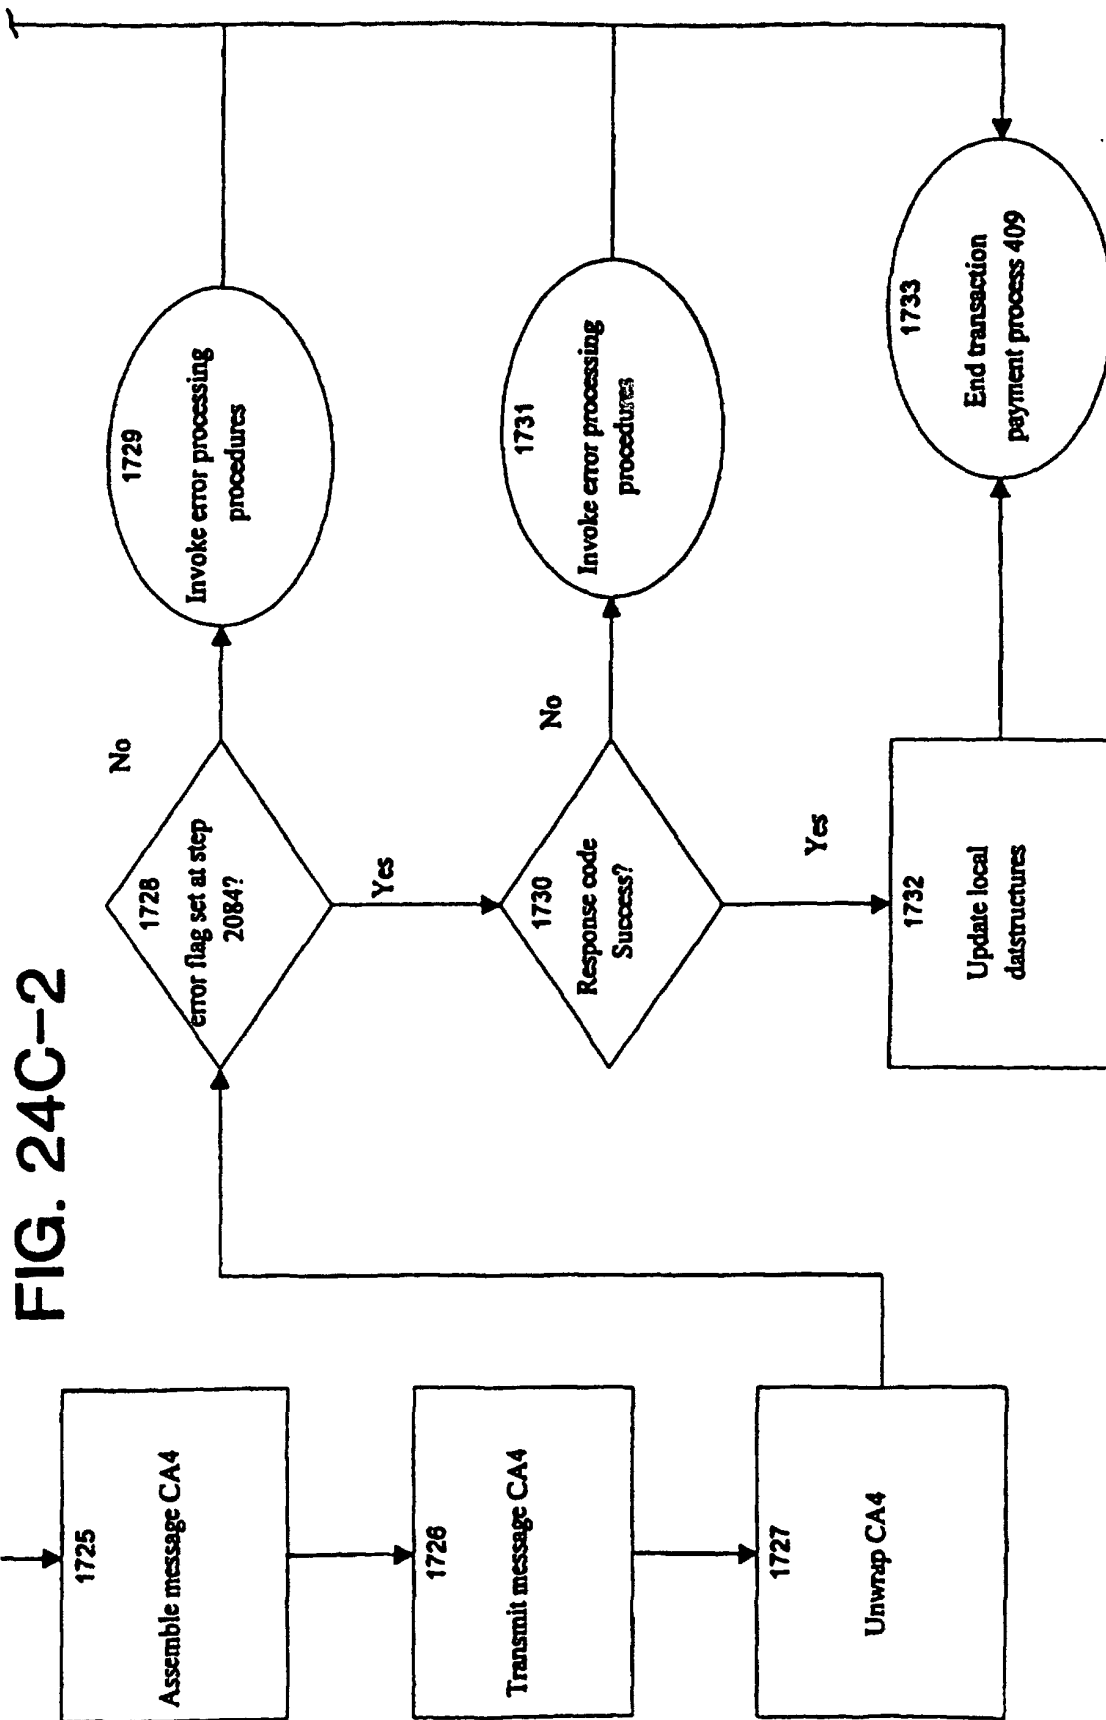 FIG. 24C-2
1725
Assemble message CA4
1726
Transmit message CA4
1727
Unwrap CA4
1728
error flag set at step
2084?
No
Yes
1729
Invoke error processing
procedures
1730
Response code
Success?
No
Yes
1731
Invoke error processing
procedures
1732
Update local
datstructures
1733
End transaction
payment process 409